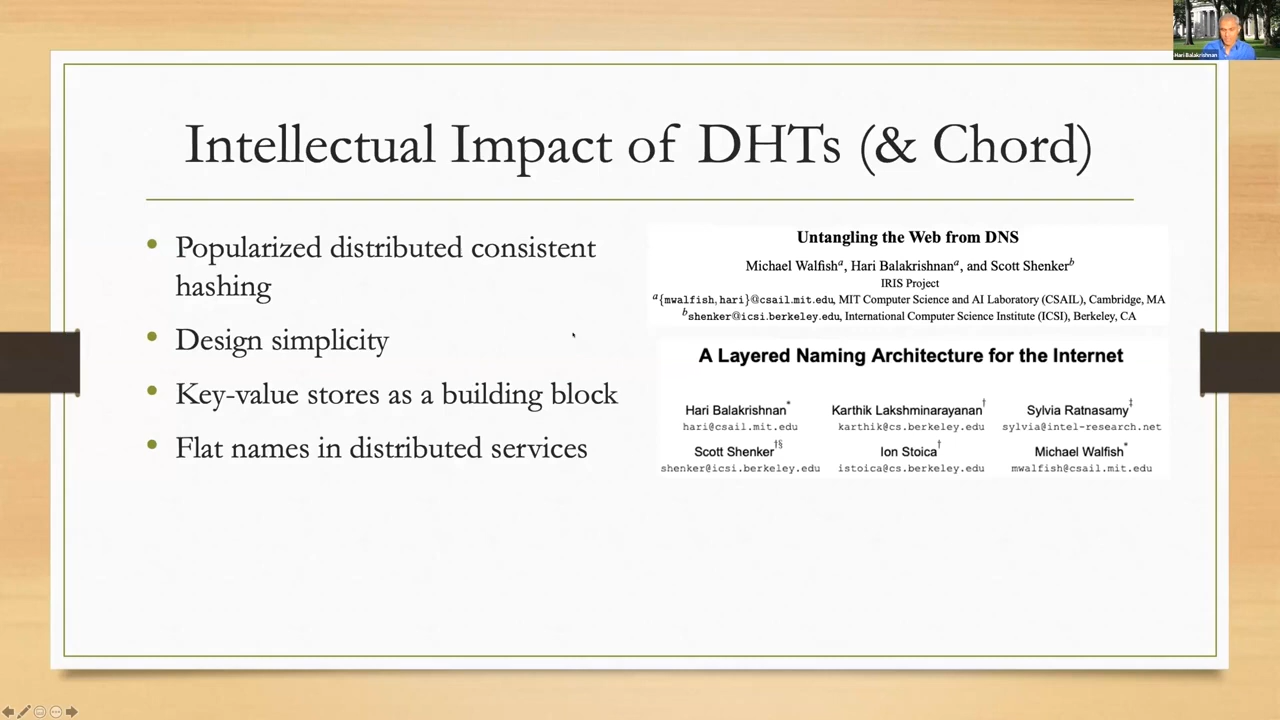 Hari Balakrishnan
Intellectual Impact of DHTs (& Chord)
• Popularized distributed consistent
hashing
• Design simplicity
• Key-value stores as a building block
• Flat names in distributed services
Untangling the Web from DNS
Michael Walfishᵃ, Hari Balakrishnanᵃ, and Scott Shenkerᵇ
IRIS Project
ᵃ{mwalfish,hari}@csail.mit.edu, MIT Computer Science and AI Laboratory (CSAIL), Cambridge, MA
ᵇshenker@icsi.berkeley.edu, International Computer Science Institute (ICSI), Berkeley, CA
A Layered Naming Architecture for the Internet
Hari Balakrishnan* Karthik Lakshminarayanan† Sylvia Ratnasamy‡
hari@csail.mit.edu karthik@cs.berkeley.edu sylvia@intel-research.net
Scott Shenker†§ Ion Stoica† Michael Walfish*
shenker@icsi.berkeley.edu istoica@cs.berkeley.edu mwalfish@csail.mit.edu